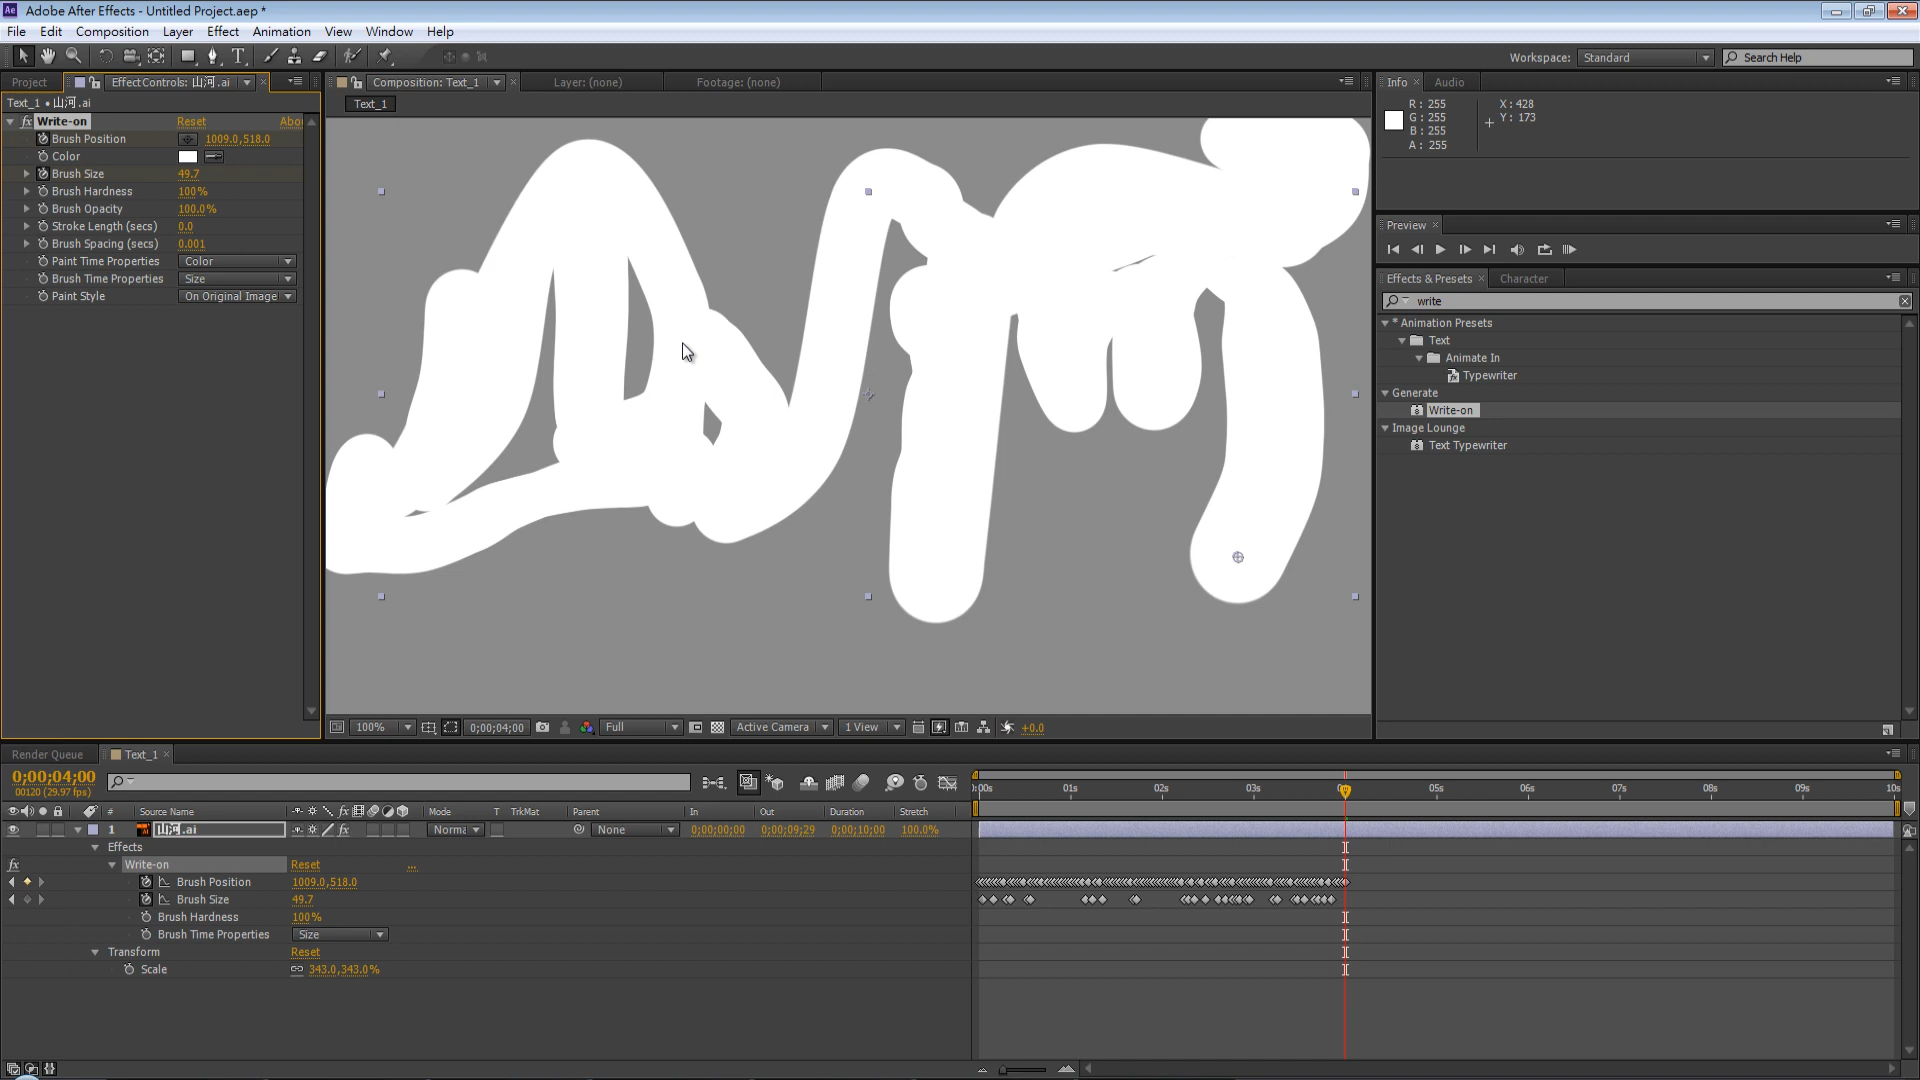 Adobe After Effects - Untitled Project.aep *
File Edit Composition Layer Effect Animation View Window Help
Workspace: Standard Search Help
Project EffectControls: 山河.ai
Composition: Text_1 Layer: (none) Footage: (none)
Info Audio
Text_1 • 山河.ai
Text_1
R: 255 X: 428
G: 255 Y: 173
B: 255
A: 255
fx Write-on Reset Abo
Brush Position 1009.0,518.0
Color
Brush Size 49.7
Brush Hardness 100%
Brush Opacity 100.0%
Stroke Length (secs) 0.0
Brush Spacing (secs) 0.001
Paint Time Properties Color
Brush Time Properties Size
Paint Style On Original Image
Preview
Effects & Presets Character
write
* Animation Presets
Text
Animate In
Typewriter
Generate
Write-on
Image Lounge
Text Typewriter
100% 0;00;04;00 Full Active Camera 1 View +0.0
Render Queue Text_1
0;00;04;00
00120 (29.97 fps)
0:00s 01s 02s 03s 05s 06s 07s 08s 09s 10s
# Source Name fx Mode T TrkMat Parent In Out Duration Stretch
1 山河.ai fx Norma None 0;00;00;00 0;00;09;29 0;00;10;00 100.0%
Effects
fx Write-on Reset ...
Brush Position 1009.0,518.0
Brush Size 49.7
Brush Hardness 100%
Brush Time Properties Size
Transform Reset
Scale 343.0,343.0%